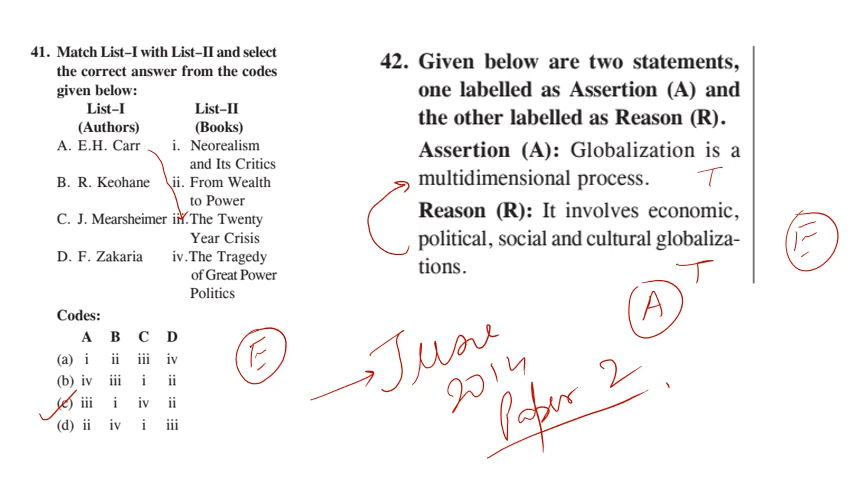 41. Match List–I with List–II and select
the correct answer from the codes
given below:
List–I List–II
(Authors) (Books)
A. E.H. Carr i. Neorealism
and Its Critics
B. R. Keohane ii. From Wealth
to Power
C. J. Mearsheimer iii. The Twenty
Year Crisis
D. F. Zakaria iv. The Tragedy
of Great Power
Politics
Codes:
A B C D
(a) i ii iii iv
(b) iv iii i ii
(c) iii i iv ii
(d) ii iv i iii
E
42. Given below are two statements,
one labelled as Assertion (A) and
the other labelled as Reason (R).
Assertion (A): Globalization is a
multidimensional process. T
Reason (R): It involves economic,
political, social and cultural globaliza-
tions. T
E
A
June
2014
Paper 2